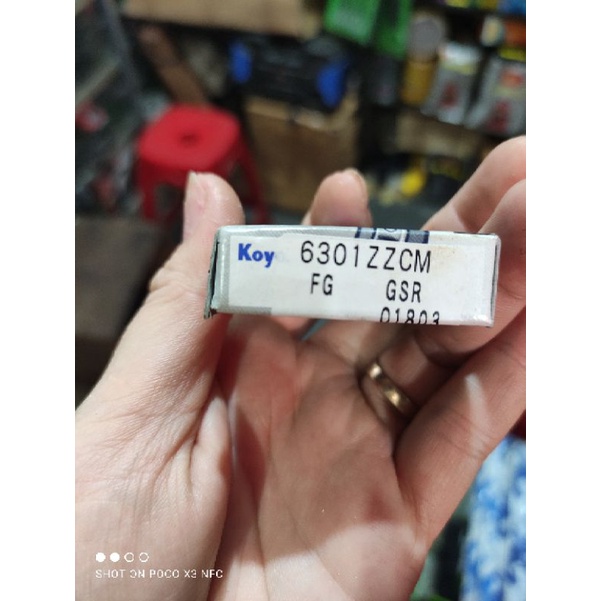 Koy 6301ZZCM
FG GSR
01803
SHOT ON POCO X3 NFC